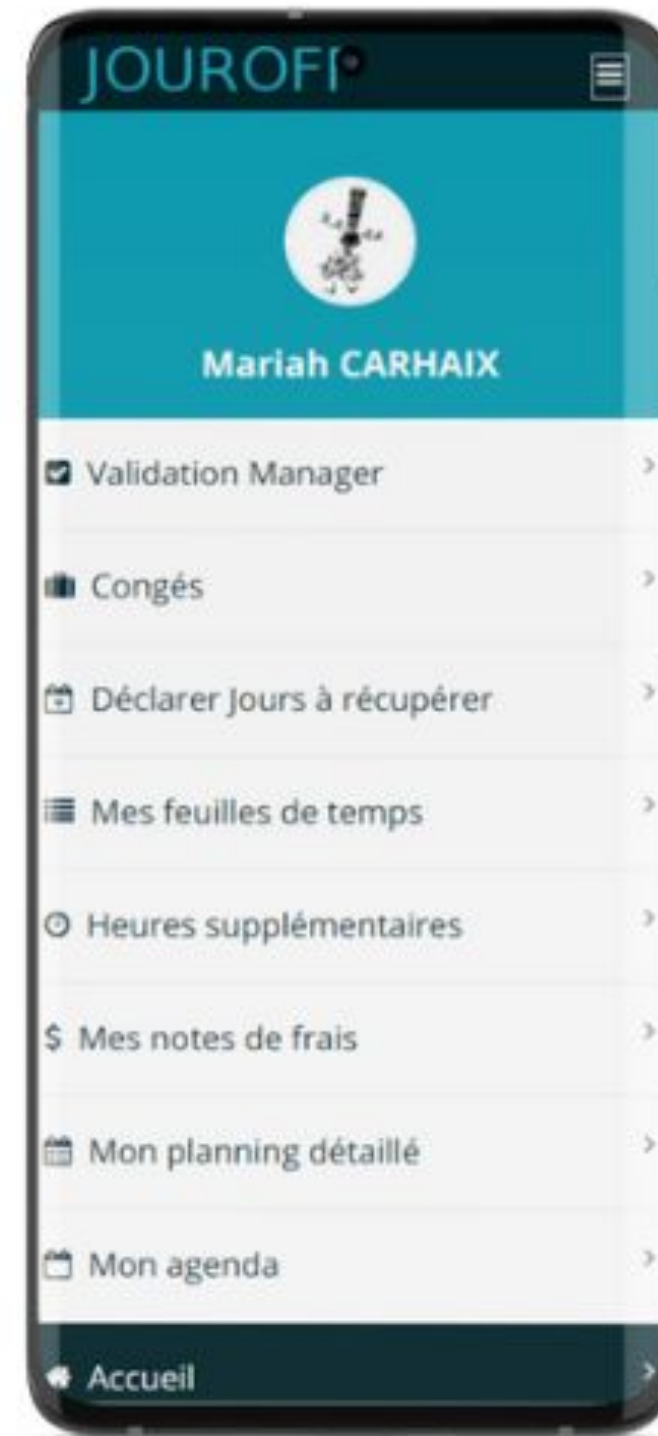 JOUROFF
Mariah CARHAIX
Validation Manager
Congés
Déclarer Jours à récupérer
Mes feuilles de temps
Heures supplémentaires
$ Mes notes de frais
Mon planning détaillé
Mon agenda
Accueil